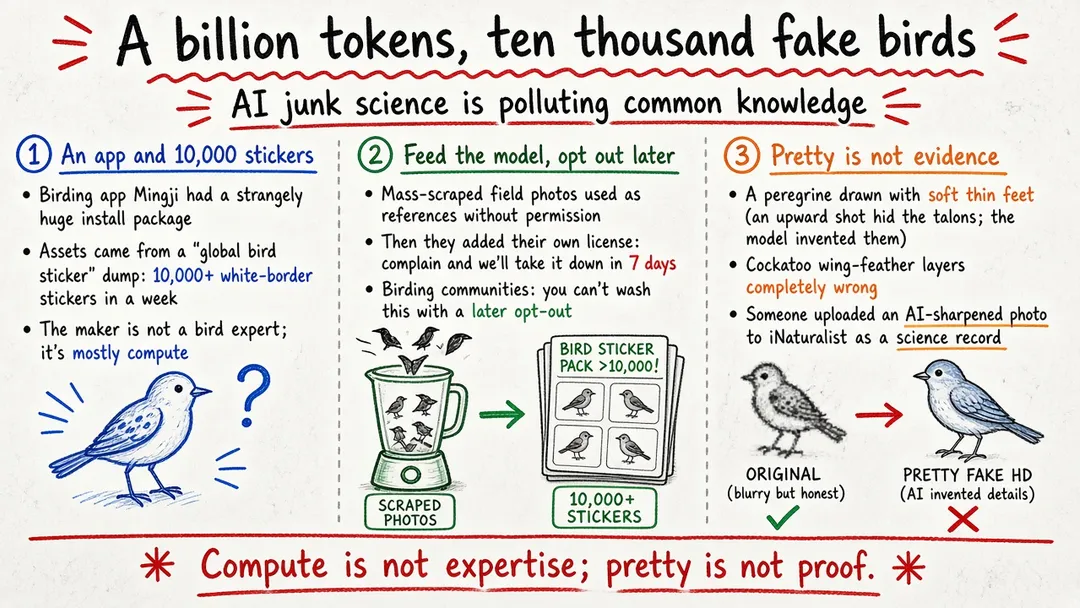 A billion tokens, ten thousand fake birds
AI junk science is polluting common knowledge
1 An app and 10,000 stickers
• Birding app Mingji had a strangely
huge install package
• Assets came from a "global bird
sticker" dump: 10,000+ white-border
stickers in a week
• The maker is not a bird expert;
it's mostly compute
?
2 Feed the model, opt out later
• Mass-scraped field photos used as
references without permission
• Then they added their own license:
complain and we'll take it down in 7 days
• Birding communities: you can't wash
this with a later opt-out
BIRD STICKER
PACK >10,000!
SCRAPED
PHOTOS
10,000+
STICKERS
3 Pretty is not evidence
• A peregrine drawn with soft thin feet
(an upward shot hid the talons; the
model invented them)
• Cockatoo wing-feather layers
completely wrong
• Someone uploaded an AI-sharpened photo
to iNaturalist as a science record
ORIGINAL
(blurry but honest)
PRETTY FAKE HD
(AI invented details)
Compute is not expertise; pretty is not proof.